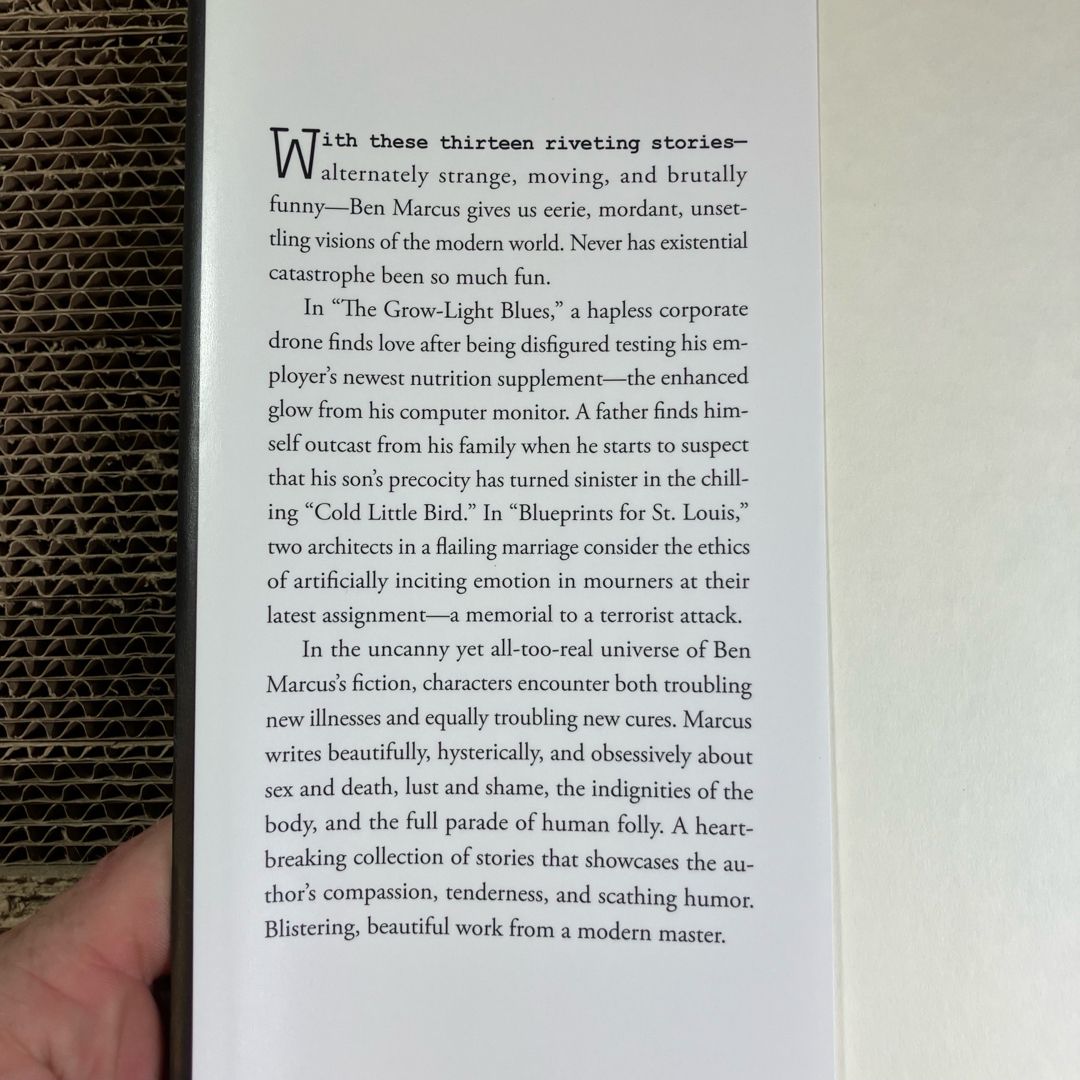 With these thirteen riveting stories—
alternately strange, moving, and brutally
funny—Ben Marcus gives us eerie, mordant, unset-
tling visions of the modern world. Never has existential
catastrophe been so much fun.
In “The Grow-Light Blues,” a hapless corporate
drone finds love after being disfigured testing his em-
ployer’s newest nutrition supplement—the enhanced
glow from his computer monitor. A father finds him-
self outcast from his family when he starts to suspect
that his son’s precocity has turned sinister in the chill-
ing “Cold Little Bird.” In “Blueprints for St. Louis,”
two architects in a flailing marriage consider the ethics
of artificially inciting emotion in mourners at their
latest assignment—a memorial to a terrorist attack.
In the uncanny yet all-too-real universe of Ben
Marcus’s fiction, characters encounter both troubling
new illnesses and equally troubling new cures. Marcus
writes beautifully, hysterically, and obsessively about
sex and death, lust and shame, the indignities of the
body, and the full parade of human folly. A heart-
breaking collection of stories that showcases the au-
thor’s compassion, tenderness, and scathing humor.
Blistering, beautiful work from a modern master.